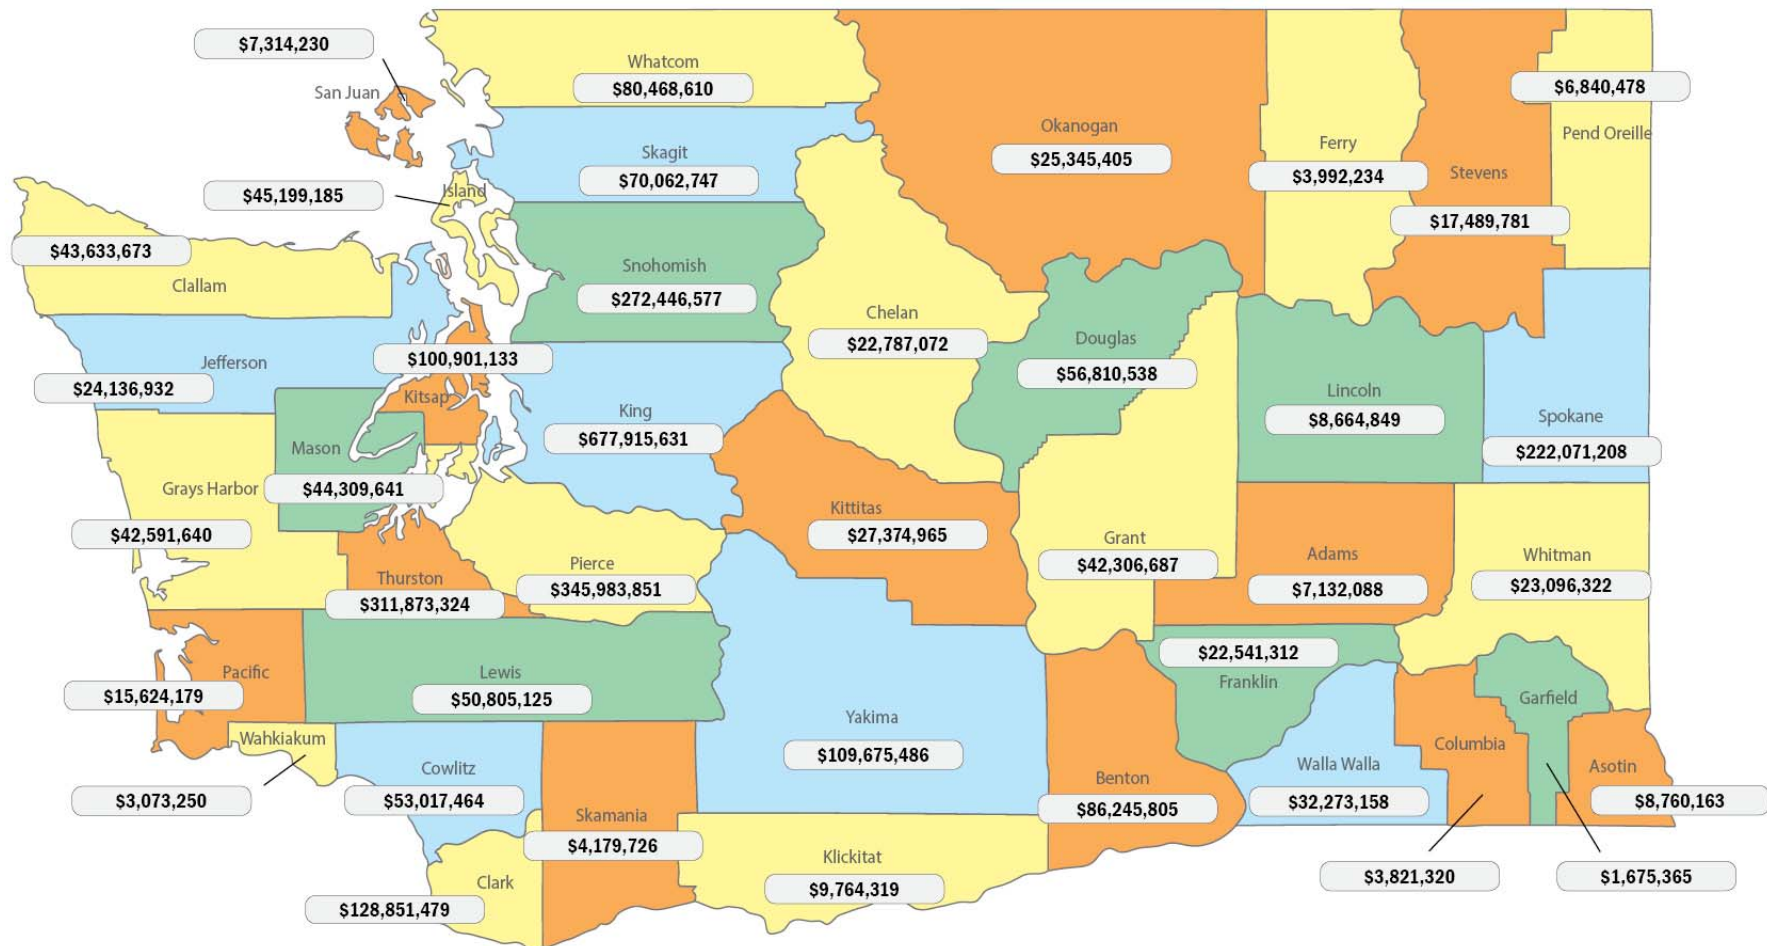 $7,314,230
San Juan
Whatcom
$80,468,610
Skagit
$70,062,747
Okanogan
$25,345,405
Ferry
$3,992,234
Stevens
$17,489,781
$6,840,478
Pend Oreille
Island
$45,199,185
$43,633,673
Clallam
Snohomish
$272,446,577
Chelan
$22,787,072
Douglas
$56,810,538
Jefferson
$24,136,932
$100,901,133
Kitsap
King
$677,915,631
Lincoln
$8,664,849
Spokane
$222,071,208
Mason
$44,309,641
Grays Harbor
$42,591,640
Kittitas
$27,374,965
Grant
$42,306,687
Adams
$7,132,088
Whitman
$23,096,322
Thurston
$311,873,324
Pierce
$345,983,851
Pacific
$15,624,179
Lewis
$50,805,125
Yakima
$109,675,486
$22,541,312
Franklin
Garfield
$1,675,365
Wahkiakum
$3,073,250
Cowlitz
$53,017,464
Skamania
$4,179,726
Benton
$86,245,805
Walla Walla
$32,273,158
Columbia
$3,821,320
Asotin
$8,760,163
Clark
$128,851,479
Klickitat
$9,764,319